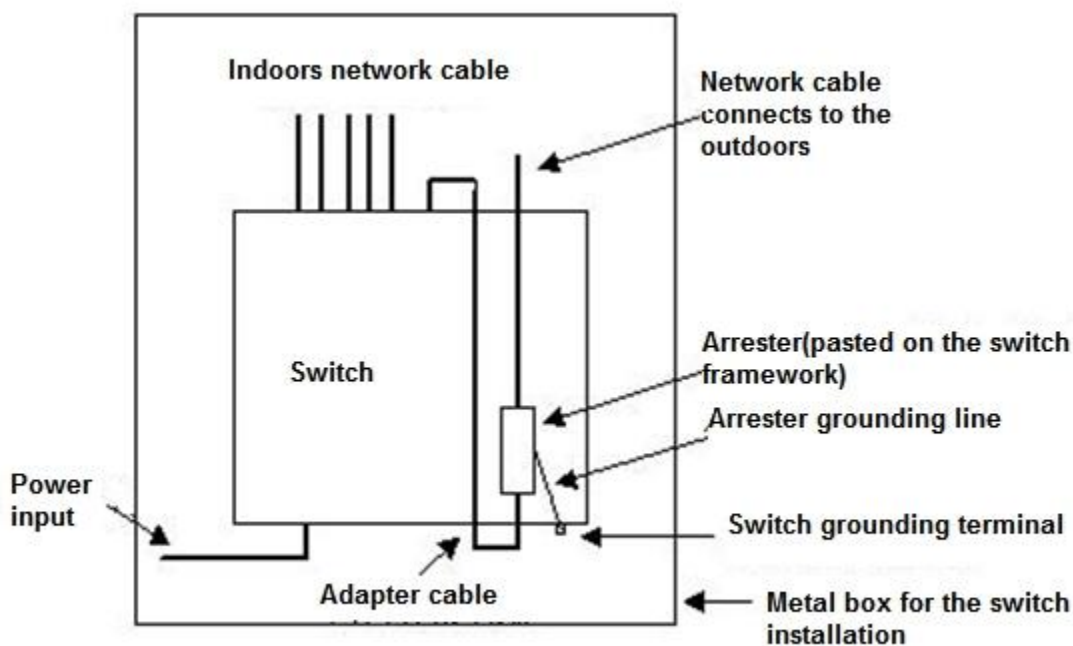 Indoors network cable
Network cable
connects to the
outdoors
Arrester(pasted on the switch
framework)
Switch
Arrester grounding line
Power
input
Switch grounding terminal
Adapter cable
Metal box for the switch
installation